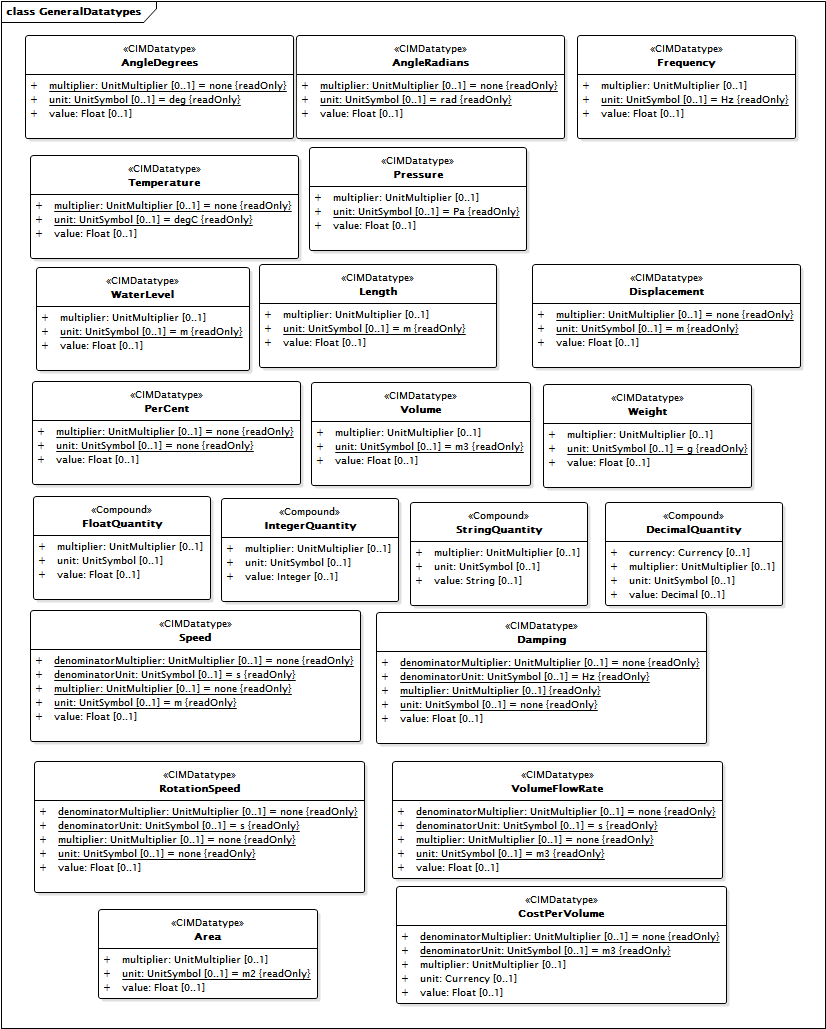 class GeneralDatatypes
«CIMDatatype»
AngleDegrees
+ multiplier: UnitMultiplier [0..1] = none {readOnly}
+ unit: UnitSymbol [0..1] = deg {readOnly}
+ value: Float [0..1]
«CIMDatatype»
AngleRadians
+ multiplier: UnitMultiplier [0..1] = none {readOnly}
+ unit: UnitSymbol [0..1] = rad {readOnly}
+ value: Float [0..1]
«CIMDatatype»
Frequency
+ multiplier: UnitMultiplier [0..1]
+ unit: UnitSymbol [0..1] = Hz {readOnly}
+ value: Float [0..1]
«CIMDatatype»
Temperature
+ multiplier: UnitMultiplier [0..1] = none {readOnly}
+ unit: UnitSymbol [0..1] = degC {readOnly}
+ value: Float [0..1]
«CIMDatatype»
Pressure
+ multiplier: UnitMultiplier [0..1]
+ unit: UnitSymbol [0..1] = Pa {readOnly}
+ value: Float [0..1]
«CIMDatatype»
WaterLevel
+ multiplier: UnitMultiplier [0..1]
+ unit: UnitSymbol [0..1] = m {readOnly}
+ value: Float [0..1]
«CIMDatatype»
Length
+ multiplier: UnitMultiplier [0..1]
+ unit: UnitSymbol [0..1] = m {readOnly}
+ value: Float [0..1]
«CIMDatatype»
Displacement
+ multiplier: UnitMultiplier [0..1] = none {readOnly}
+ unit: UnitSymbol [0..1] = m {readOnly}
+ value: Float [0..1]
«CIMDatatype»
PerCent
+ multiplier: UnitMultiplier [0..1] = none {readOnly}
+ unit: UnitSymbol [0..1] = none {readOnly}
+ value: Float [0..1]
«CIMDatatype»
Volume
+ multiplier: UnitMultiplier [0..1]
+ unit: UnitSymbol [0..1] = m3 {readOnly}
+ value: Float [0..1]
«CIMDatatype»
Weight
+ multiplier: UnitMultiplier [0..1]
+ unit: UnitSymbol [0..1] = g {readOnly}
+ value: Float [0..1]
«Compound»
FloatQuantity
+ multiplier: UnitMultiplier [0..1]
+ unit: UnitSymbol [0..1]
+ value: Float [0..1]
«Compound»
IntegerQuantity
+ multiplier: UnitMultiplier [0..1]
+ unit: UnitSymbol [0..1]
+ value: Integer [0..1]
«Compound»
StringQuantity
+ multiplier: UnitMultiplier [0..1]
+ unit: UnitSymbol [0..1]
+ value: String [0..1]
«Compound»
DecimalQuantity
+ currency: Currency [0..1]
+ multiplier: UnitMultiplier [0..1]
+ unit: UnitSymbol [0..1]
+ value: Decimal [0..1]
«CIMDatatype»
Speed
+ denominatorMultiplier: UnitMultiplier [0..1] = none {readOnly}
+ denominatorUnit: UnitSymbol [0..1] = s {readOnly}
+ multiplier: UnitMultiplier [0..1] = none {readOnly}
+ unit: UnitSymbol [0..1] = m {readOnly}
+ value: Float [0..1]
«CIMDatatype»
Damping
+ denominatorMultiplier: UnitMultiplier [0..1] = none {readOnly}
+ denominatorUnit: UnitSymbol [0..1] = Hz {readOnly}
+ multiplier: UnitMultiplier [0..1] {readOnly}
+ unit: UnitSymbol [0..1] = none {readOnly}
+ value: Float [0..1]
«CIMDatatype»
RotationSpeed
+ denominatorMultiplier: UnitMultiplier [0..1] = none {readOnly}
+ denominatorUnit: UnitSymbol [0..1] = s {readOnly}
+ multiplier: UnitMultiplier [0..1] = none {readOnly}
+ unit: UnitSymbol [0..1] = none {readOnly}
+ value: Float [0..1]
«CIMDatatype»
VolumeFlowRate
+ denominatorMultiplier: UnitMultiplier [0..1] = none {readOnly}
+ denominatorUnit: UnitSymbol [0..1] = s {readOnly}
+ multiplier: UnitMultiplier [0..1] = none {readOnly}
+ unit: UnitSymbol [0..1] = m3 {readOnly}
+ value: Float [0..1]
«CIMDatatype»
Area
+ multiplier: UnitMultiplier [0..1]
+ unit: UnitSymbol [0..1] = m2 {readOnly}
+ value: Float [0..1]
«CIMDatatype»
CostPerVolume
+ denominatorMultiplier: UnitMultiplier [0..1] = none {readOnly}
+ denominatorUnit: UnitSymbol [0..1] = m3 {readOnly}
+ multiplier: UnitMultiplier [0..1]
+ unit: Currency [0..1]
+ value: Float [0..1]